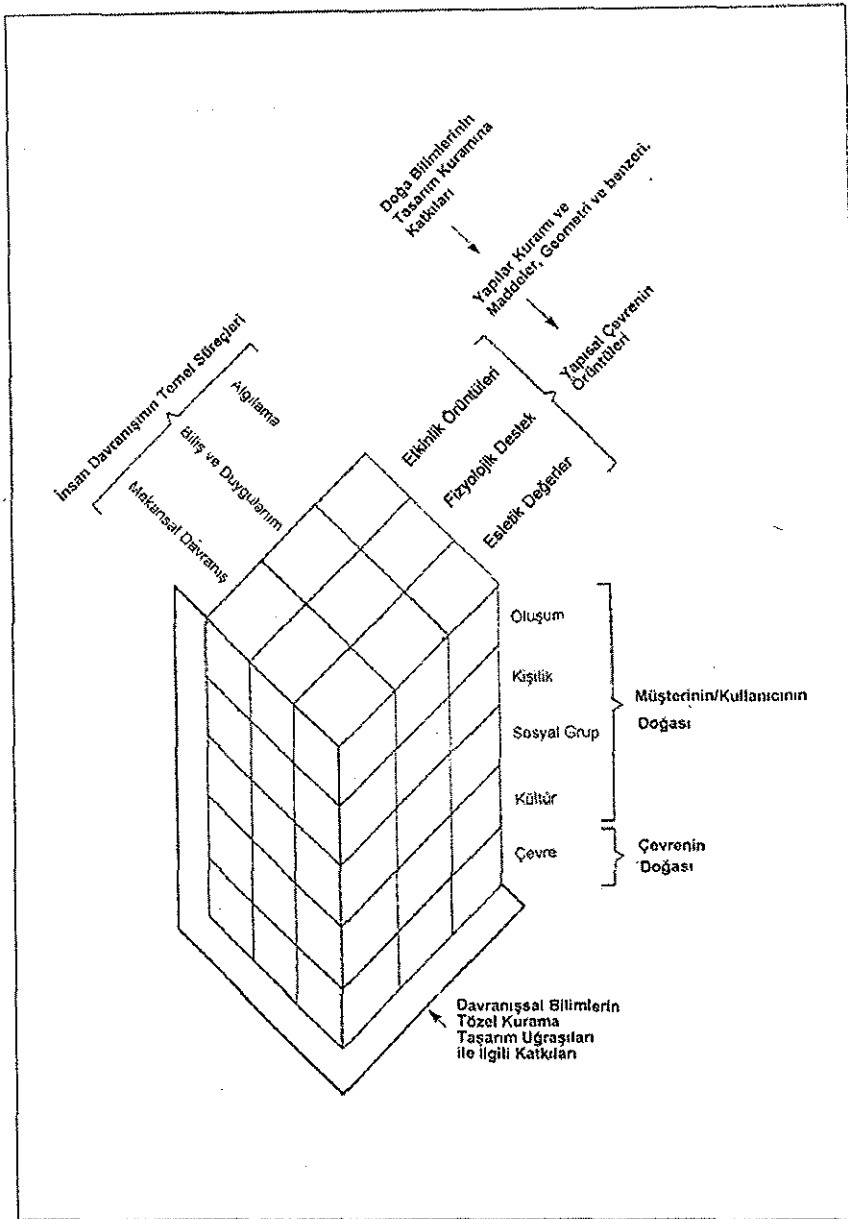 Doğa Bilimlerinin
Tasarım Kuramına
Katkıları
Yapılar Kuramı ve
Maddeler, Geometri ve benzeri.
Yapısal Çevrenin
Örüntüleri
İnsan Davranışının Temel Süreçleri
Algılama
Biliş ve Duygularım
Mekansal Davranış
Etkinlik Örüntüleri
Fizyolojik Destek
Estetik Değerler
Oluşum
Kişilik
Sosyal Grup
Kültür
Çevre
Müşterinin/Kullanıcının
Doğası
Çevrenin
Doğası
Davranışsal Bilimlerin
Tözel Kurama
Tasarım Uğraşıları
ile ilgili Katkıları